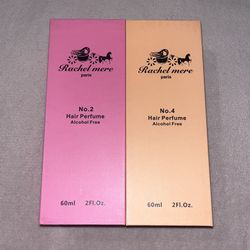 Rachel mere
paris
No.2
Hair Perfume
Alcohol Free
60ml 2Fl.Oz.
Rachel mere
paris
No.4
Hair Perfume
Alcohol Free
60ml 2Fl.Oz.